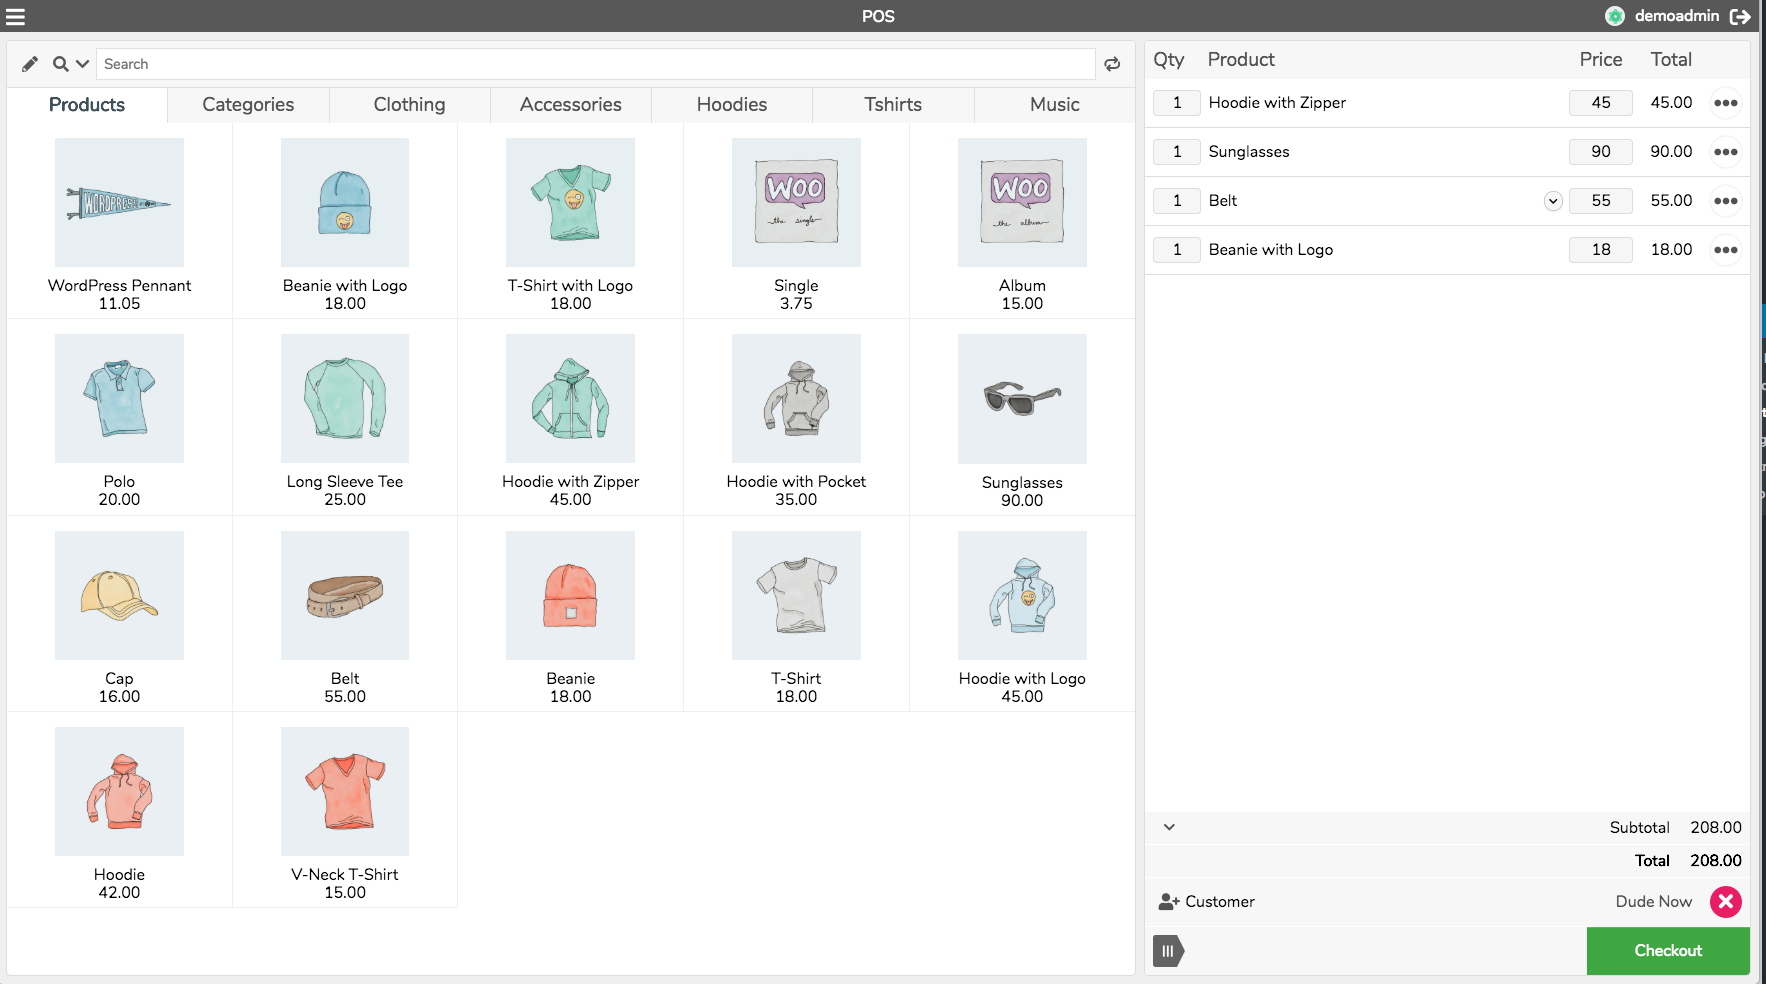 POS
demoadmin
Search
Products Categories Clothing Accessories Hoodies Tshirts Music
WORDPRESS
WOO
the single
WOO
the album
WordPress Pennant
11.05
Beanie with Logo
18.00
T-Shirt with Logo
18.00
Single
3.75
Album
15.00
Polo
20.00
Long Sleeve Tee
25.00
Hoodie with Zipper
45.00
Hoodie with Pocket
35.00
Sunglasses
90.00
Cap
16.00
Belt
55.00
Beanie
18.00
T-Shirt
18.00
Hoodie with Logo
45.00
Hoodie
42.00
V-Neck T-Shirt
15.00
Qty Product Price Total
1 Hoodie with Zipper 45 45.00
1 Sunglasses 90 90.00
1 Belt 55 55.00
1 Beanie with Logo 18 18.00
Subtotal 208.00
Total 208.00
Customer Dude Now
Checkout